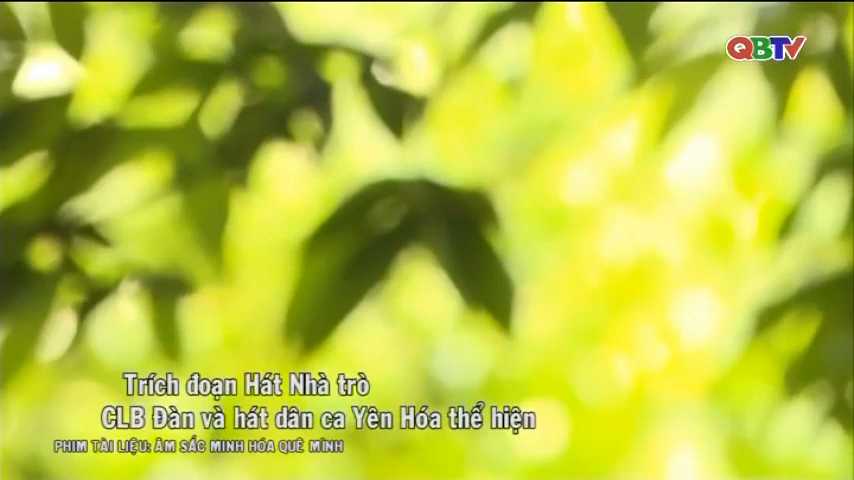 QBTV
Trích đoạn Hát Nhà trò
CLB Đàn và hát dân ca Yên Hóa thể hiện
PHIM TÀI LIỆU: ÂM SẮC MINH HÓA QUÊ MÌNH